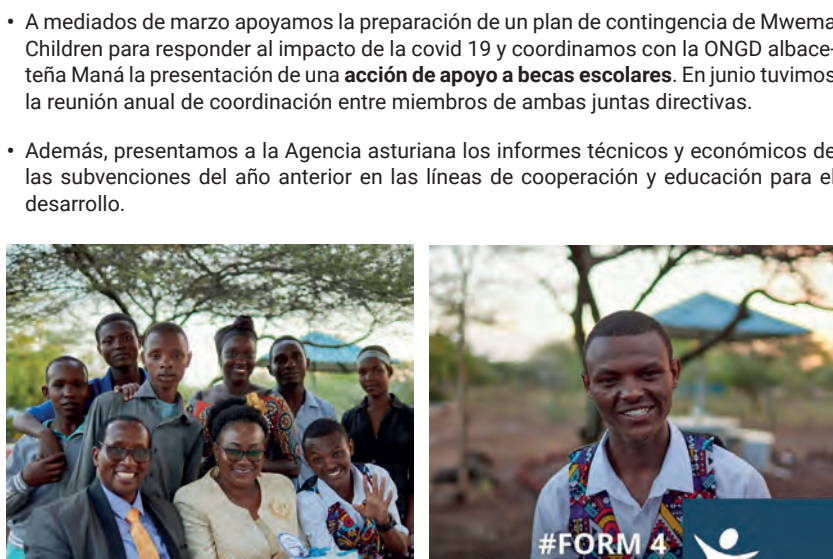 • A mediados de marzo apoyamos la preparación de un plan de contingencia de Mwema
Children para responder al impacto de la covid 19 y coordinamos con la ONGD albace-
teña Maná la presentación de una acción de apoyo a becas escolares. En junio tuvimos
la reunión anual de coordinación entre miembros de ambas juntas directivas.
• Además, presentamos a la Agencia asturiana los informes técnicos y económicos de
las subvenciones del año anterior en las líneas de cooperación y educación para el
desarrollo.
#FORM 4